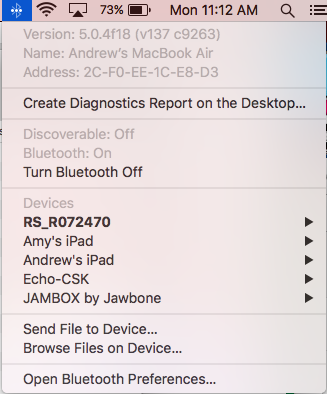 73% Mon 11:12 AM
Version: 5.0.4f18 (v137 c9263)
Name: Andrew's MacBook Air
Address: 2C-F0-EE-1C-E8-D3
Create Diagnostics Report on the Desktop...
Discoverable: Off
Bluetooth: On
Turn Bluetooth Off
Devices
RS_R072470
Amy's iPad
Andrew's iPad
Echo-CSK
JAMBOX by Jawbone
Send File to Device...
Browse Files on Device...
Open Bluetooth Preferences...